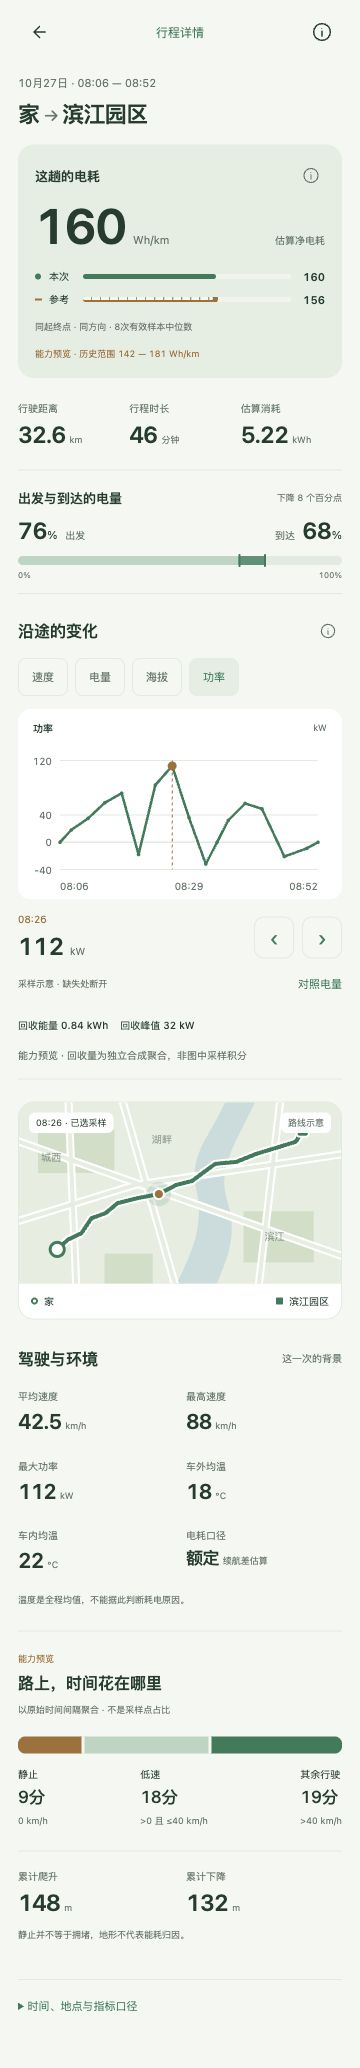 行程详情
10月27日 · 08:06 — 08:52
家 → 滨江园区
这趟的电耗
160 Wh/km 估算净电耗
本次 160
参考 156
同起终点 · 同方向 · 8次有效样本中位数
能力预览 · 历史范围 142 — 181 Wh/km
行驶距离 行程时长 估算消耗
32.6 km 46 分钟 5.22 kWh
出发与到达的电量 下降 8 个百分点
76% 出发 到达 68%
0% 100%
沿途的变化
速度 电量 海拔 功率
功率 kW
120
40
0
-40
08:06 08:29 08:52
08:26
112 kW
采样示意 · 缺失处断开 对照电量
回收能量 0.84 kWh 回收峰值 32 kW
能力预览 · 回收量为独立合成聚合，非图中采样积分
08:26 · 已选采样 路线示意
湖畔
城西
滨江
家 滨江园区
驾驶与环境 这一次的背景
平均速度 最高速度
42.5 km/h 88 km/h
最大功率 车外均温
112 kW 18 °C
车内均温 电耗口径
22 °C 额定 续航差估算
温度是全程均值，不能据此判断耗电原因。
能力预览
路上，时间花在哪里
以原始时间间隔聚合 · 不是采样点占比
静止 低速 其余行驶
9分 18分 19分
0 km/h >0 且 ≤40 km/h >40 km/h
累计爬升 累计下降
148 m 132 m
静止并不等于拥堵，地形不代表能耗归因。
▶ 时间、地点与指标口径